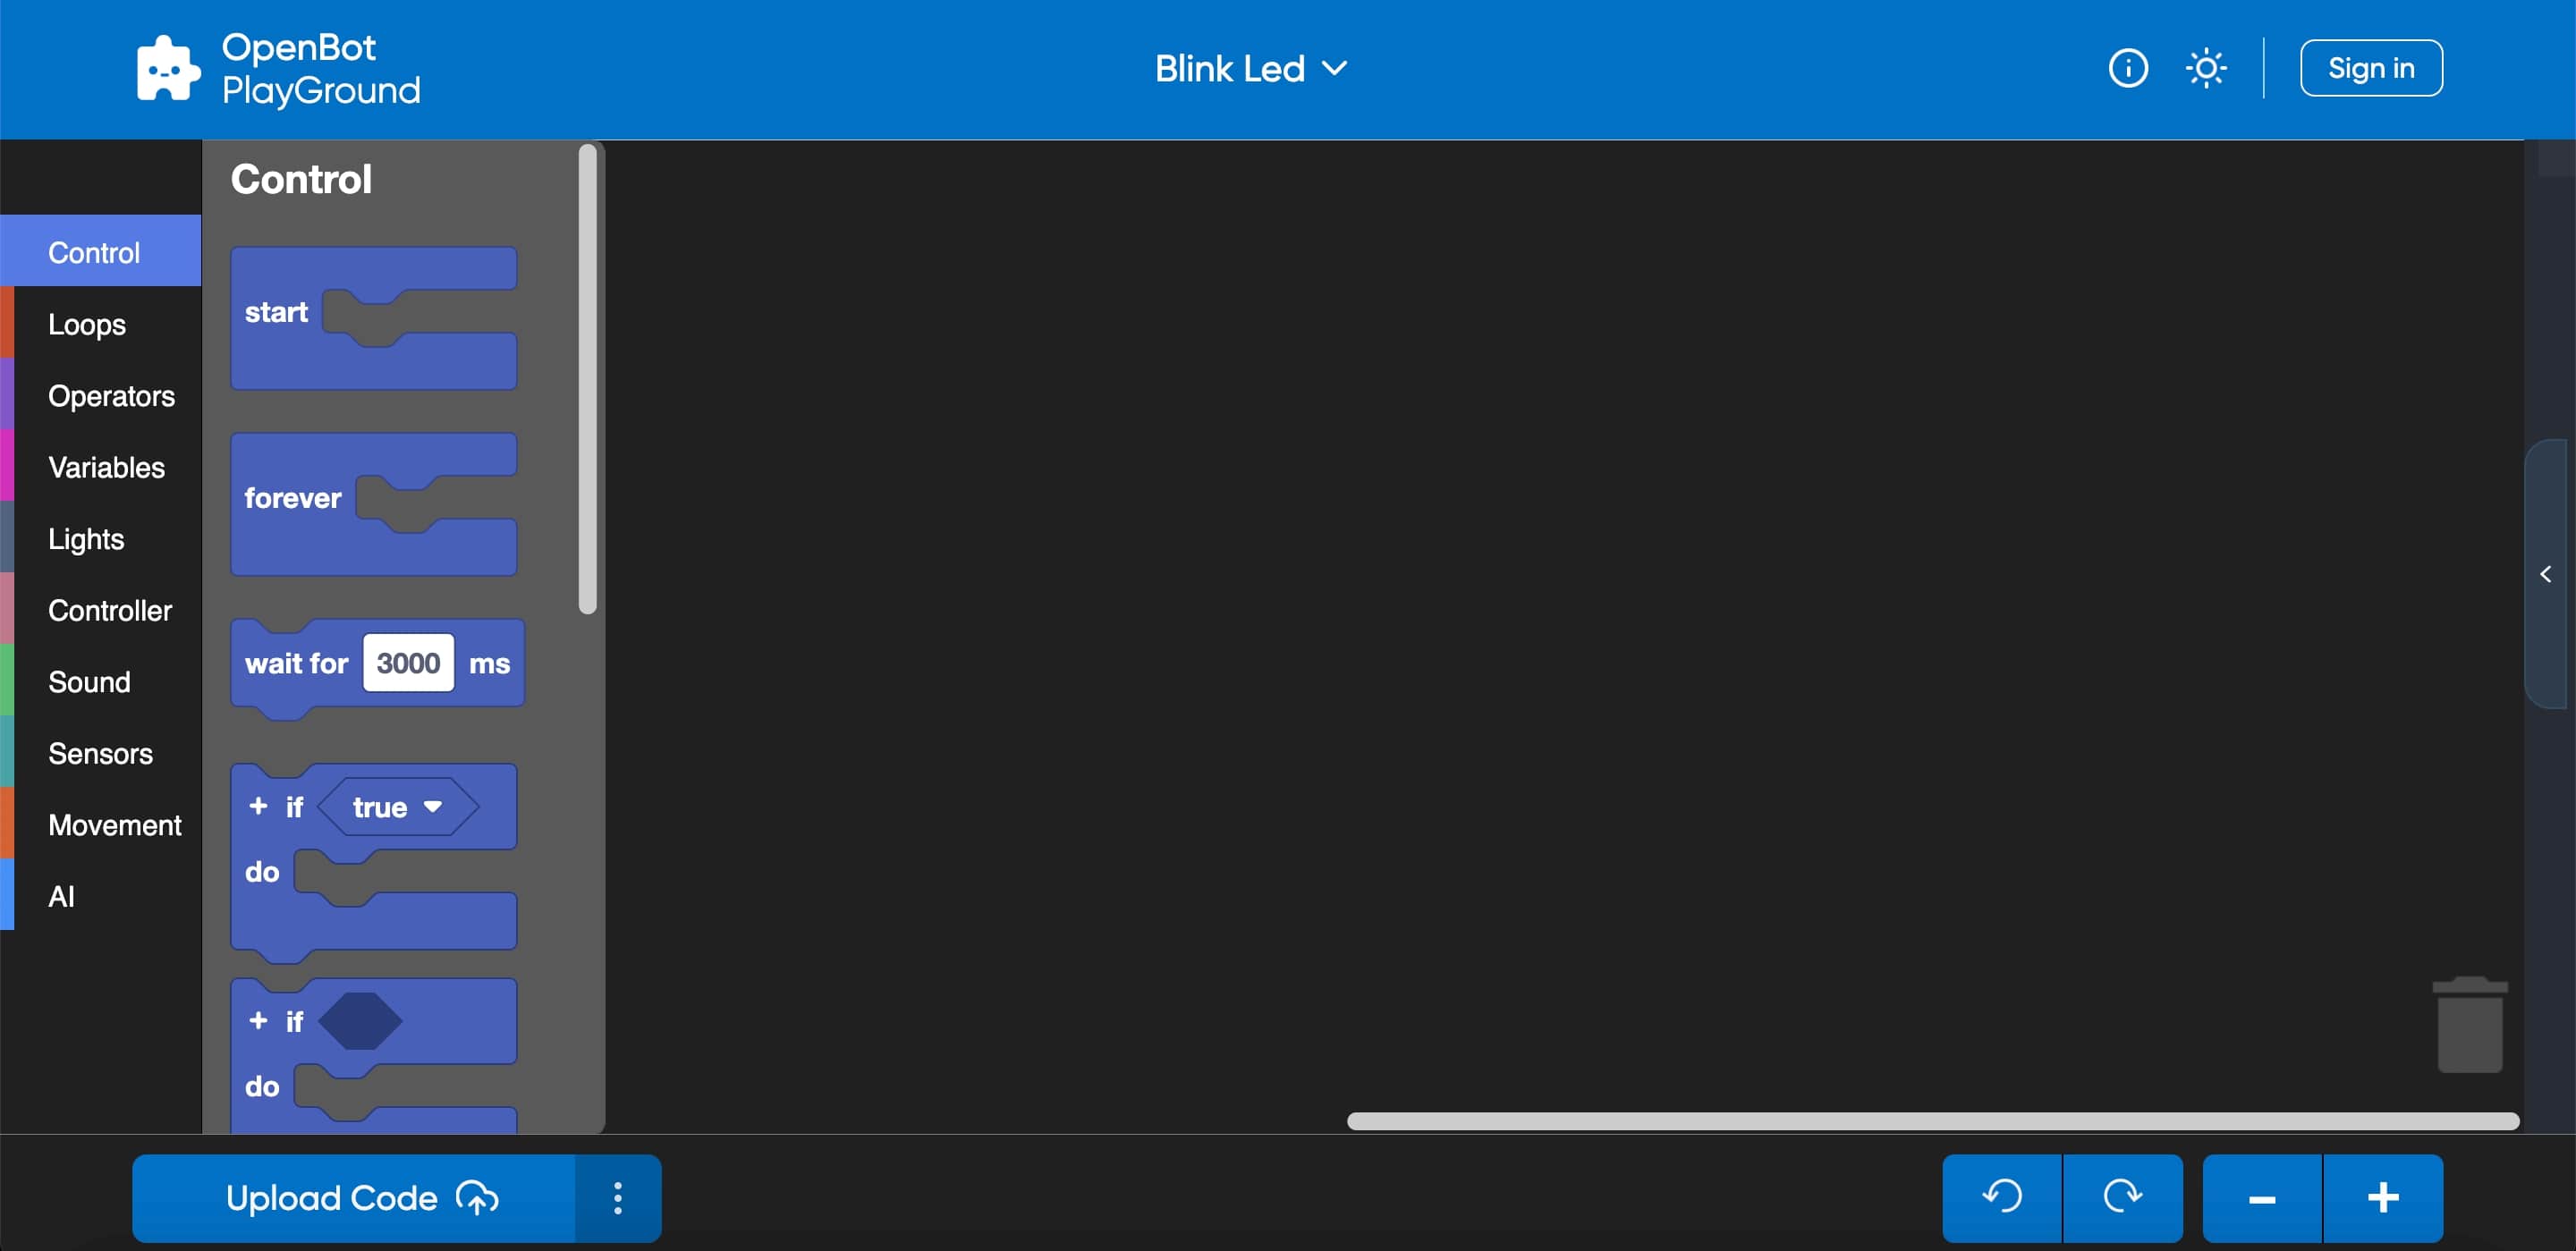 OpenBot
PlayGround
Blink Led
Sign in
Control
Loops
Operators
Variables
Lights
Controller
Sound
Sensors
Movement
AI
Control
start
forever
wait for 3000 ms
+ if true
do
+ if
do
Upload Code